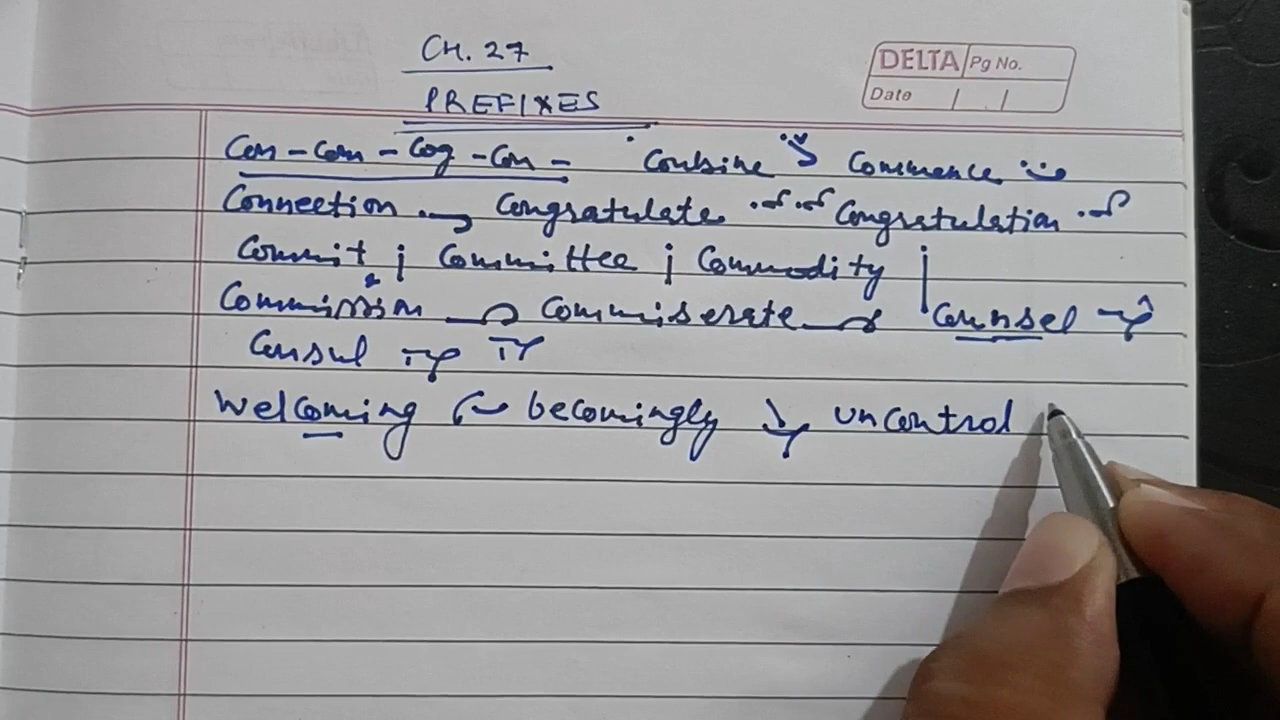 CH. 27
DELTA Pg No.
Date / /
PREFIXES
Con - Com - Cog - Cm - Combine Commence
Connection Congratulate Congratulation
Commit Committee Commodity
Commission Commiserate Counsel
Consul
Welcoming becomingly uncontrol